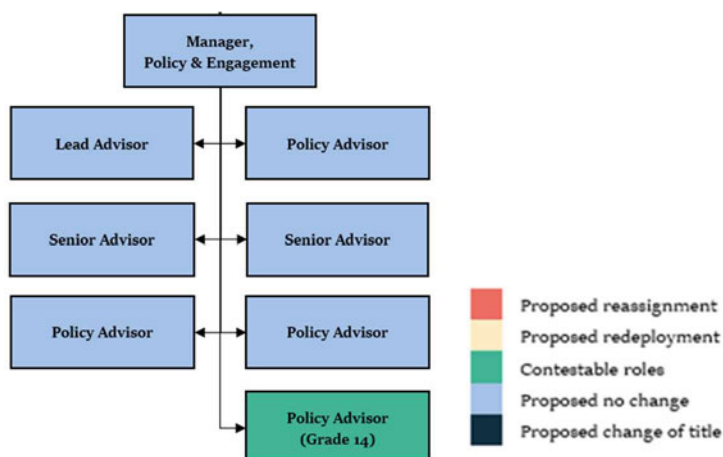 Manager,
Policy & Engagement
Lead Advisor
Policy Advisor
Senior Advisor
Senior Advisor
Policy Advisor
Policy Advisor
Policy Advisor
(Grade 14)
Proposed reassignment
Proposed redeployment
Contestable roles
Proposed no change
Proposed change of title